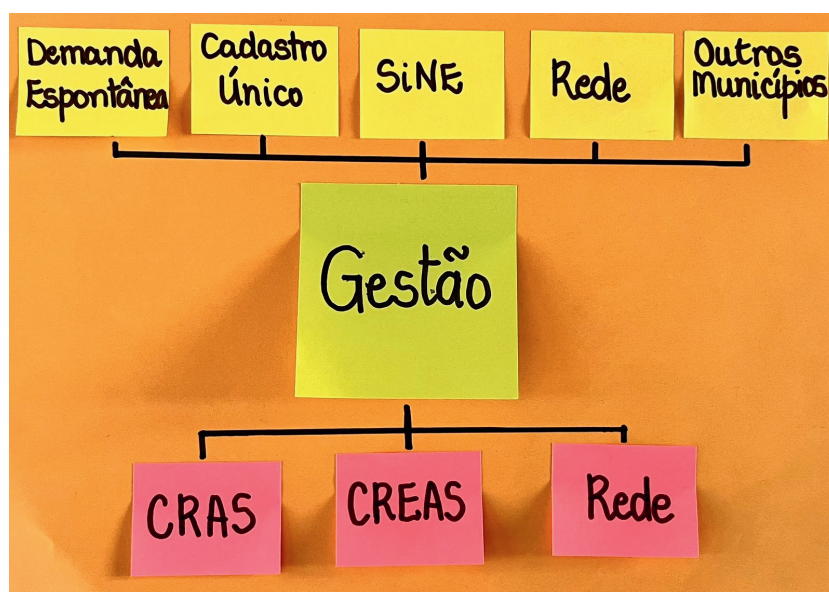 Demanda
Espontânea
Cadastro
Único
SiNE
Rede
Outros
Municípios
Gestão
CRAS
CREAS
Rede